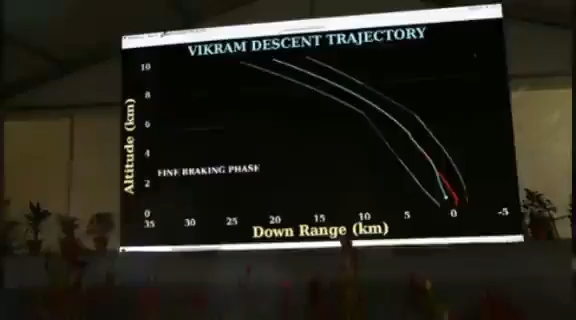 VIKRAM DESCENT TRAJECTORY
10
8
6
4
2
0
Altitude (km)
FINE BRAKING PHASE
35 30 25 20 15 10 5 0 -5
Down Range (km)